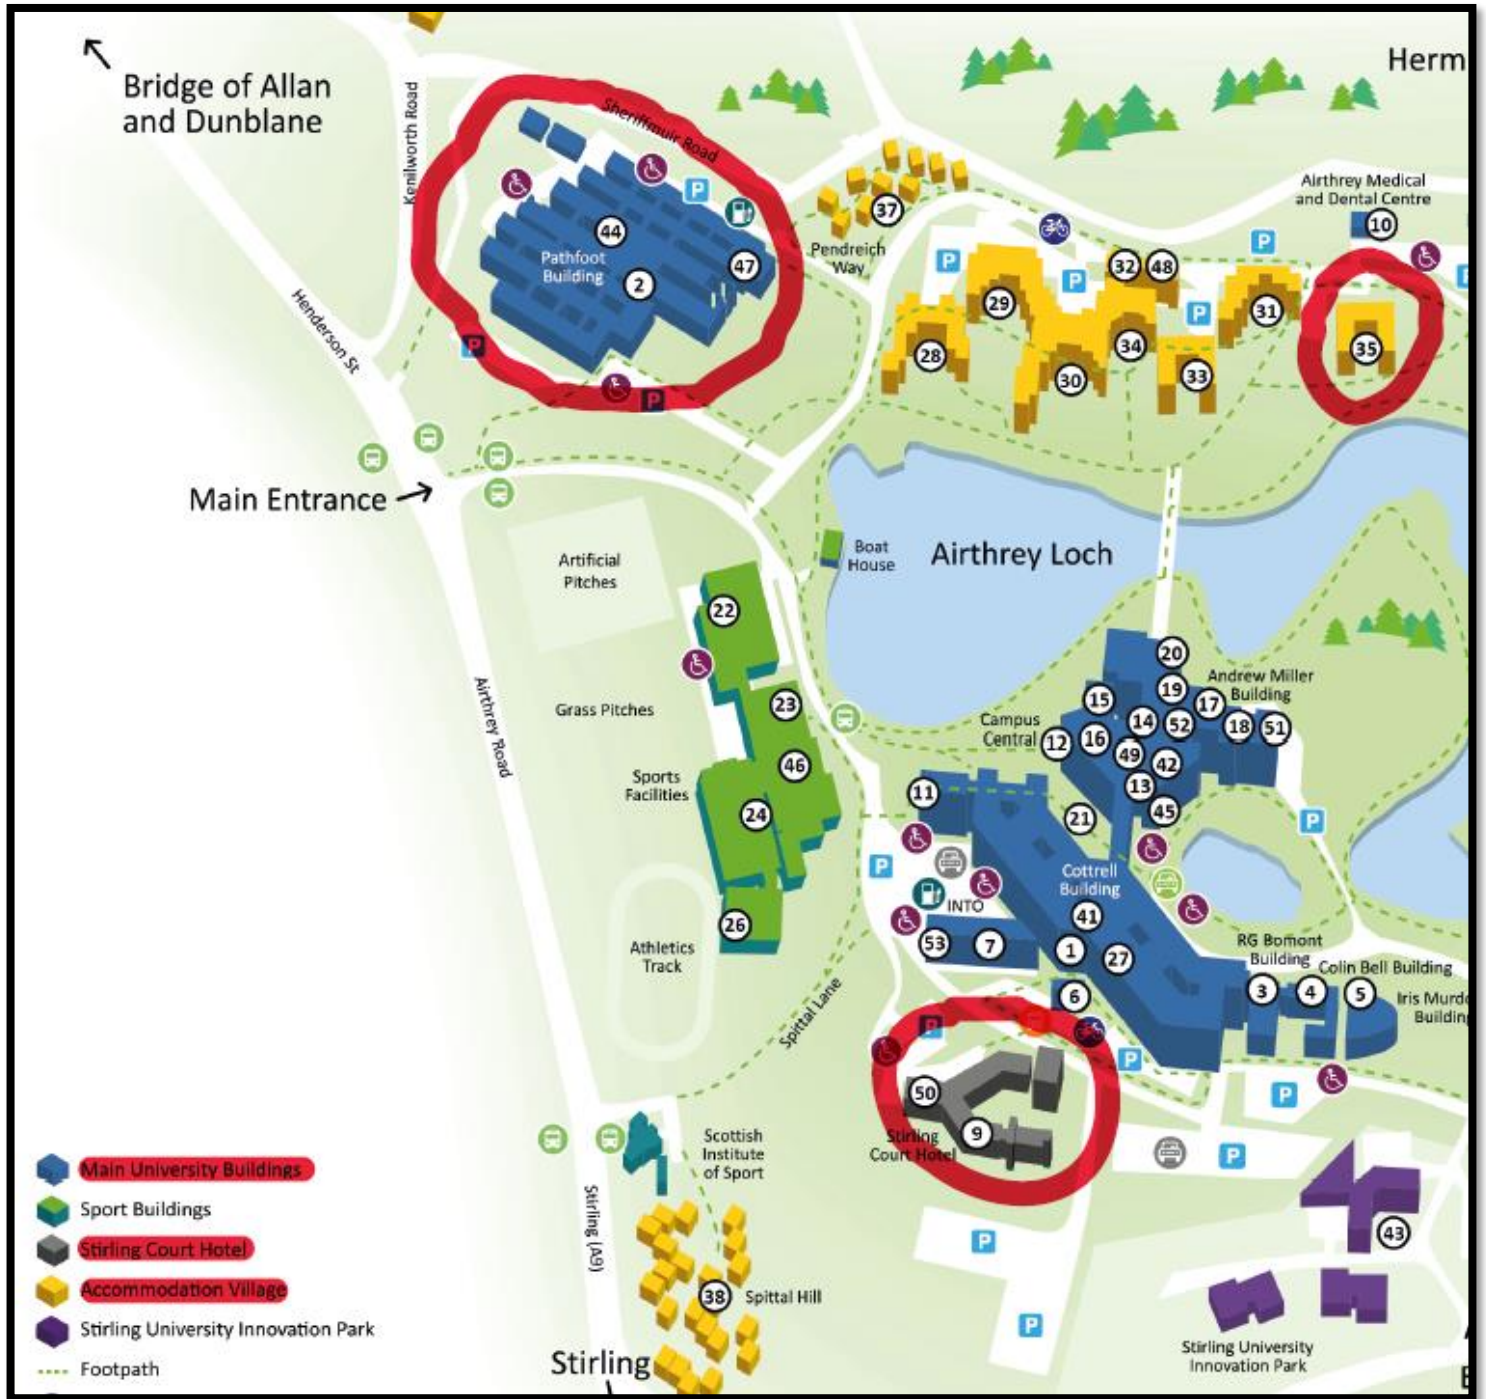 Herm
Bridge of Allan
and Dunblane
Kenilworth Road
Sheriffmuir Road
P
Airthrey Medical
and Dental Centre
10
37
Pendreich
Way
44
Pathfoot
Building
2
47
P
P
P
P
32
48
29
31
28
34
30
33
35
Henderson St
P
P
Main Entrance
Artificial
Pitches
Boat
House
Airthrey Loch
22
Grass Pitches
23
46
Sports
Facilities
24
Airthrey Road
26
Athletics
Track
20
Andrew Miller
Building
19
15
17
Campus
Central
14
52
18
51
12
16
49
42
13
45
11
21
P
P
Cottrell
Building
INTO
41
53
7
1
27
RG Bomont
Building
Colin Bell Building
3
4
5
Iris Murdo
Building
6
Spittal Lane
P
P
P
50
9
Stirling
Court Hotel
P
Scottish
Institute
of Sport
Stirling (A9)
38
Spittal Hill
Stirling
P
P
43
Stirling University
Innovation Park
Main University Buildings
Sport Buildings
Stirling Court Hotel
Accommodation Village
Stirling University Innovation Park
Footpath